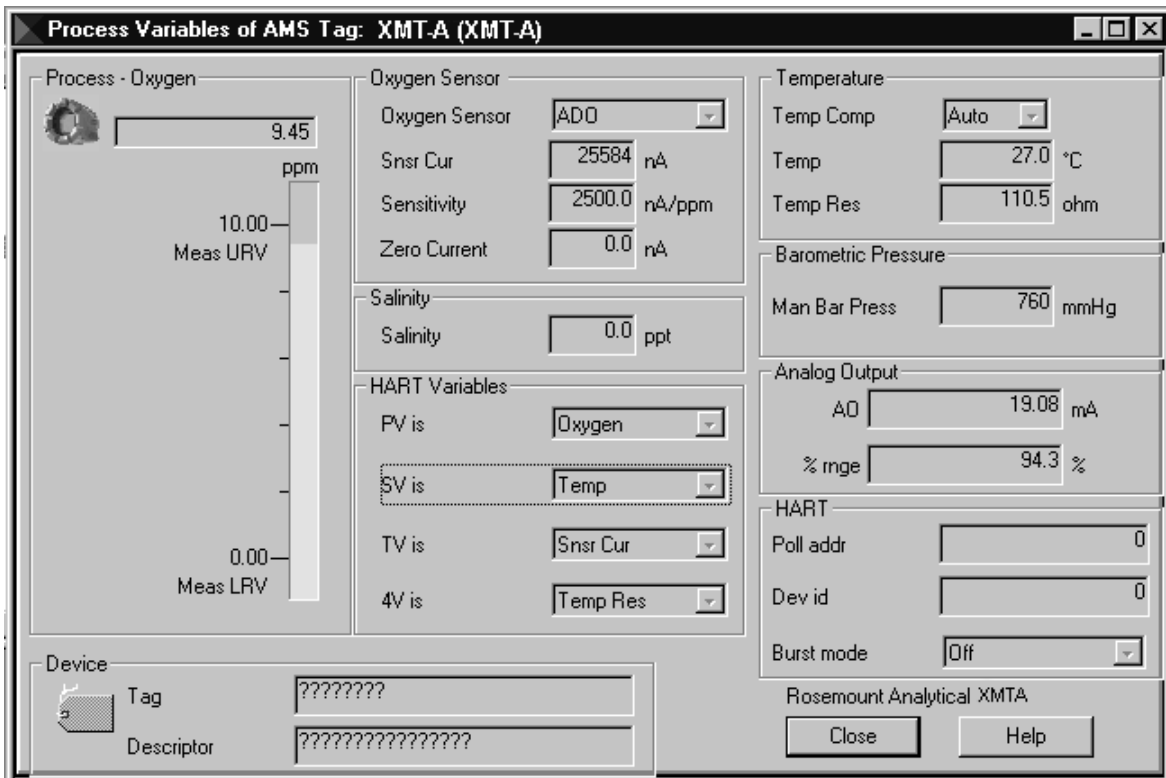 Process Variables of AMS Tag: XMT-A (XMT-A)
Process - Oxygen
9.45
ppm
10.00
Meas URV
0.00
Meas LRV
Oxygen Sensor
Oxygen Sensor ADO
Snsr Cur 25584 nA
Sensitivity 2500.0 nA/ppm
Zero Current 0.0 nA
Salinity
Salinity 0.0 ppt
HART Variables
PV is Oxygen
SV is Temp
TV is Snsr Cur
4V is Temp Res
Temperature
Temp Comp Auto
Temp 27.0 °C
Temp Res 110.5 ohm
Barometric Pressure
Man Bar Press 760 mmHg
Analog Output
AO 19.08 mA
% rnge 94.3 %
HART
Poll addr 0
Dev id 0
Burst mode Off
Device
Tag ????????
Descriptor ????????????????
Rosemount Analytical XMTA
Close Help